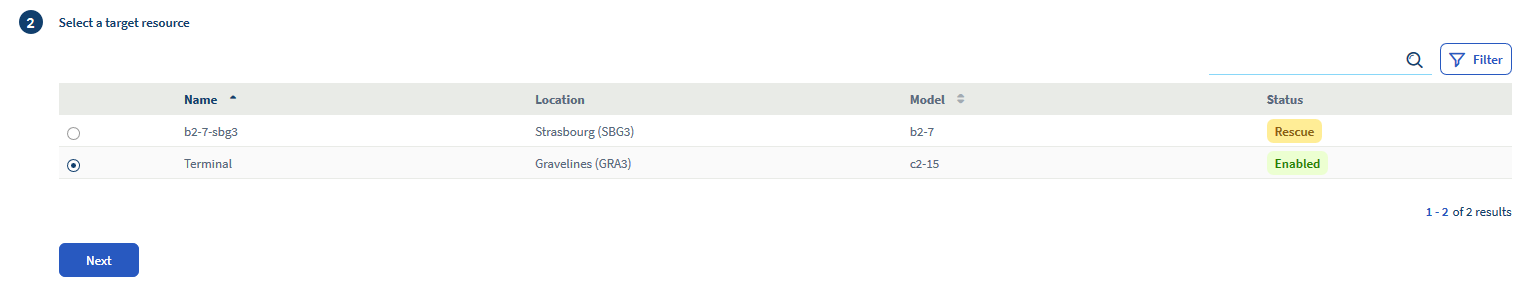 2 Select a target resource
Filter
Name Location Model Status
b2-7-sbg3 Strasbourg (SBG3) b2-7 Rescue
Terminal Gravelines (GRA3) c2-15 Enabled
1 - 2 of 2 results
Next